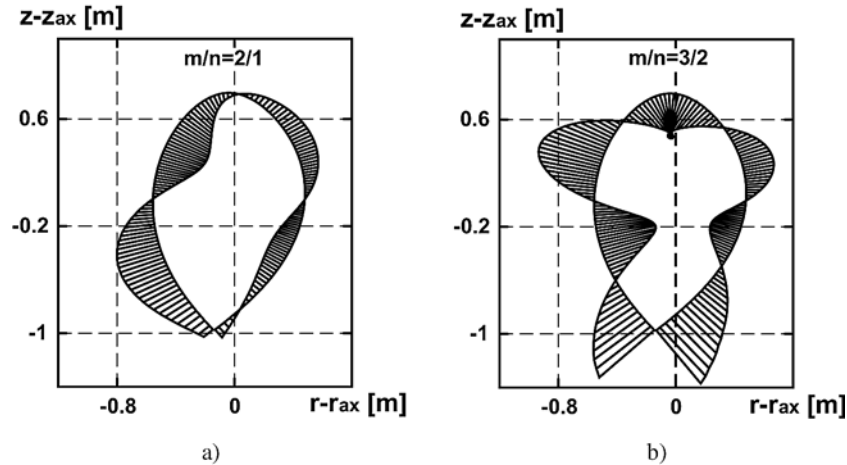 z-zax [m]
m/n=2/1
0.6
-0.2
-1
-0.8
0
r-rax [m]
a)
z-zax [m]
m/n=3/2
0.6
-0.2
-1
-0.8
0
r-rax [m]
b)